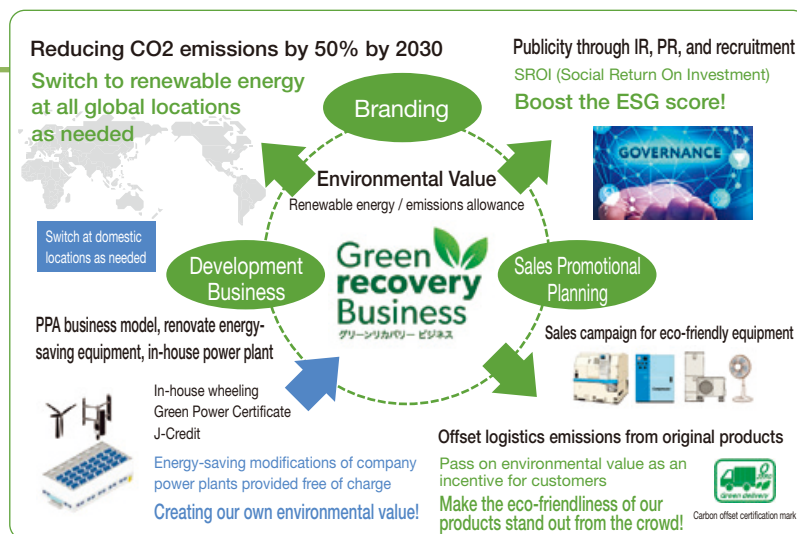 Reducing CO2 emissions by 50% by 2030
Switch to renewable energy
at all global locations
as needed
Switch at domestic
locations as needed
Publicity through IR, PR, and recruitment
SROI (Social Return On Investment)
Boost the ESG score!
GOVERNANCE
Branding
Environmental Value
Renewable energy / emissions allowance
Green
recovery
Business
グリーンリカバリー ビジネス
Development
Business
Sales Promotional
Planning
PPA business model, renovate energy-
saving equipment, in-house power plant
In-house wheeling
Green Power Certificate
J-Credit
Energy-saving modifications of company
power plants provided free of charge
Creating our own environmental value!
Sales campaign for eco-friendly equipment
Offset logistics emissions from original products
Pass on environmental value as an
incentive for customers
Make the eco-friendliness of our
products stand out from the crowd!
Green delivery
Carbon offset certification mark